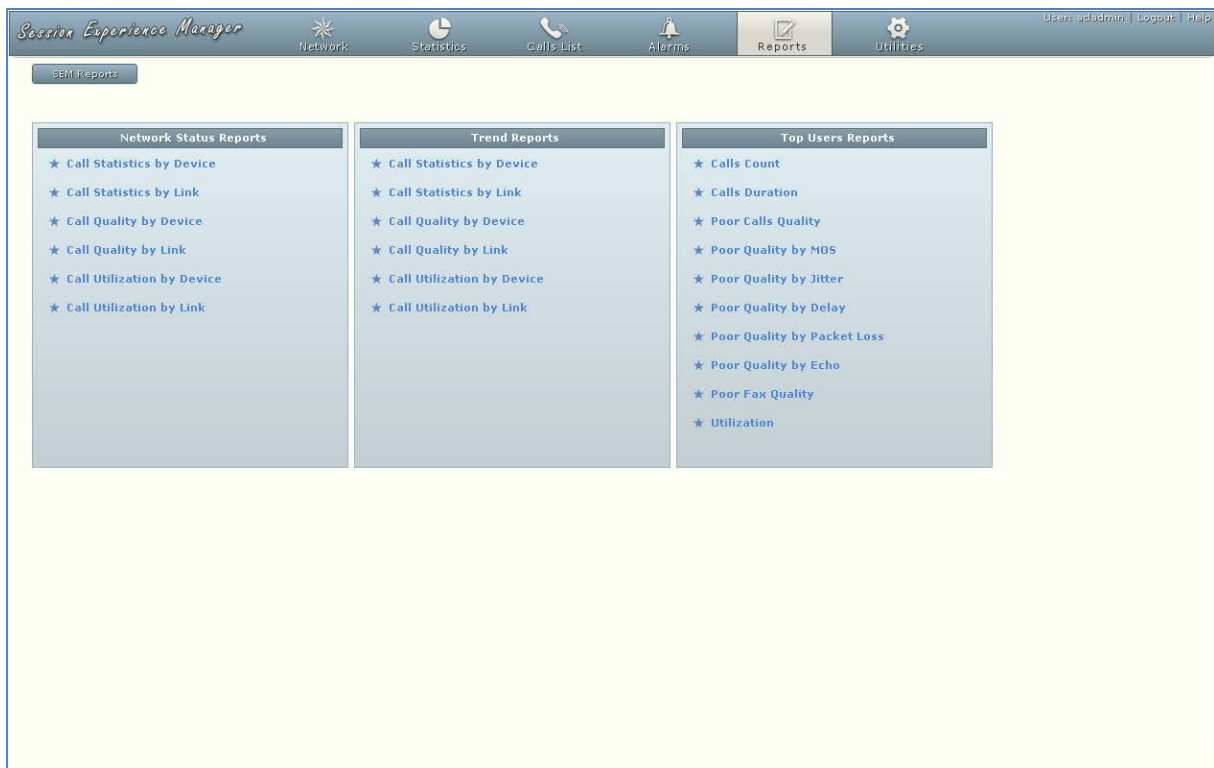 Session Experience Manager
Network
Statistics
Calls List
Alarms
Reports
Utilities
User: adadmin | Logout | Help
SEM Reports
Network Status Reports
Call Statistics by Device
Call Statistics by Link
Call Quality by Device
Call Quality by Link
Call Utilization by Device
Call Utilization by Link
Trend Reports
Call Statistics by Device
Call Statistics by Link
Call Quality by Device
Call Quality by Link
Call Utilization by Device
Call Utilization by Link
Top Users Reports
Calls Count
Calls Duration
Poor Calls Quality
Poor Quality by MOS
Poor Quality by Jitter
Poor Quality by Delay
Poor Quality by Packet Loss
Poor Quality by Echo
Poor Fax Quality
Utilization